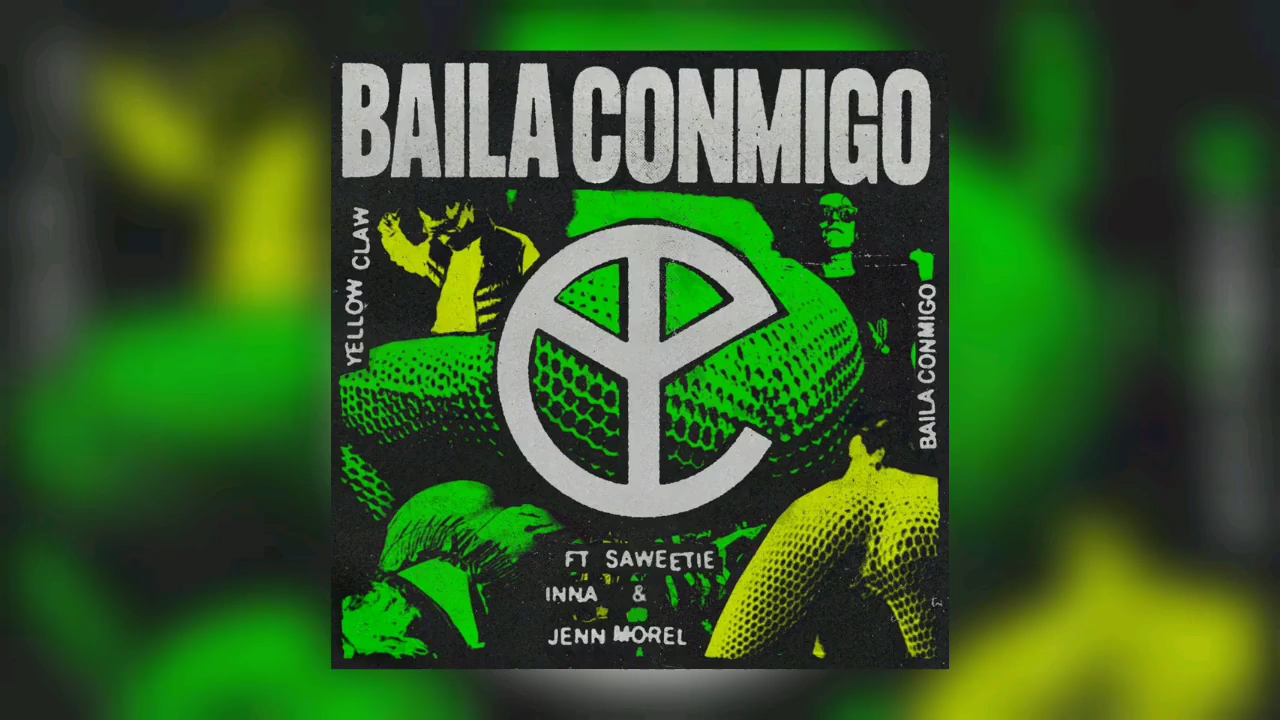 BAILA CONMIGO
YELLOW CLAW
BAILA CONMIGO
FT SAWEETIE
INNA &
JENN MOREL